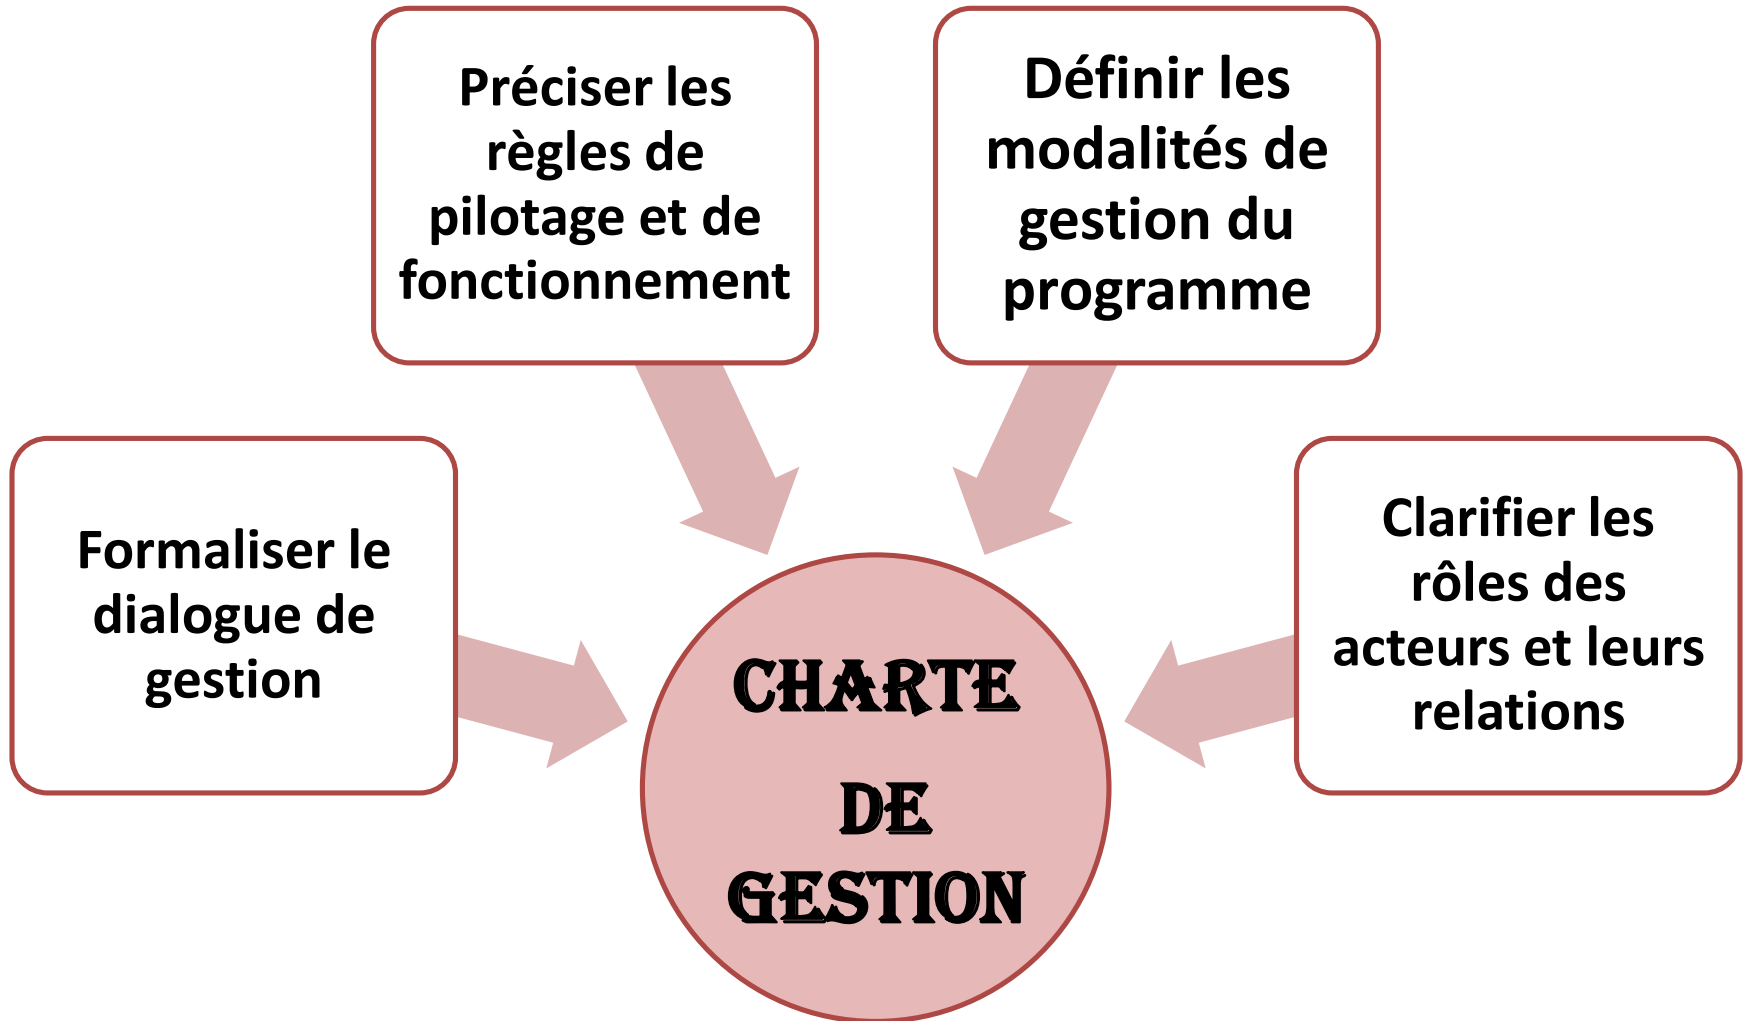 Préciser les
règles de
pilotage et de
fonctionnement
Définir les
modalités de
gestion du
programme
Formaliser le
dialogue de
gestion
Clarifier les
rôles des
acteurs et leurs
relations
CHARTE
DE
GESTION